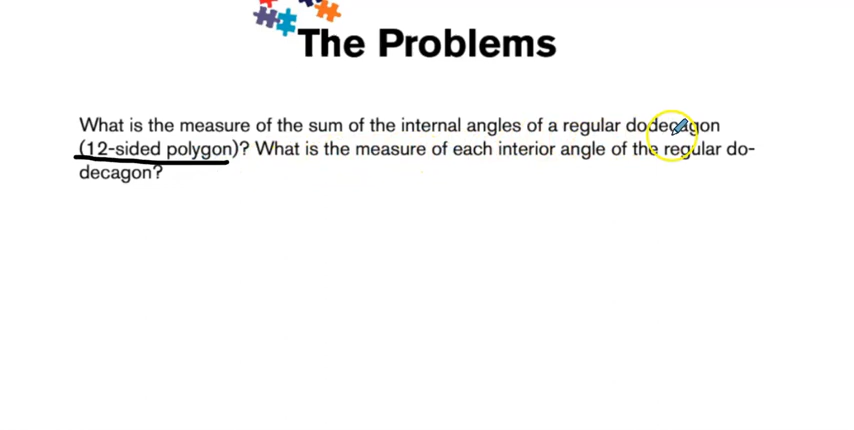 The Problems
What is the measure of the sum of the internal angles of a regular dodecagon
(12-sided polygon)? What is the measure of each interior angle of the regular do-
decagon?